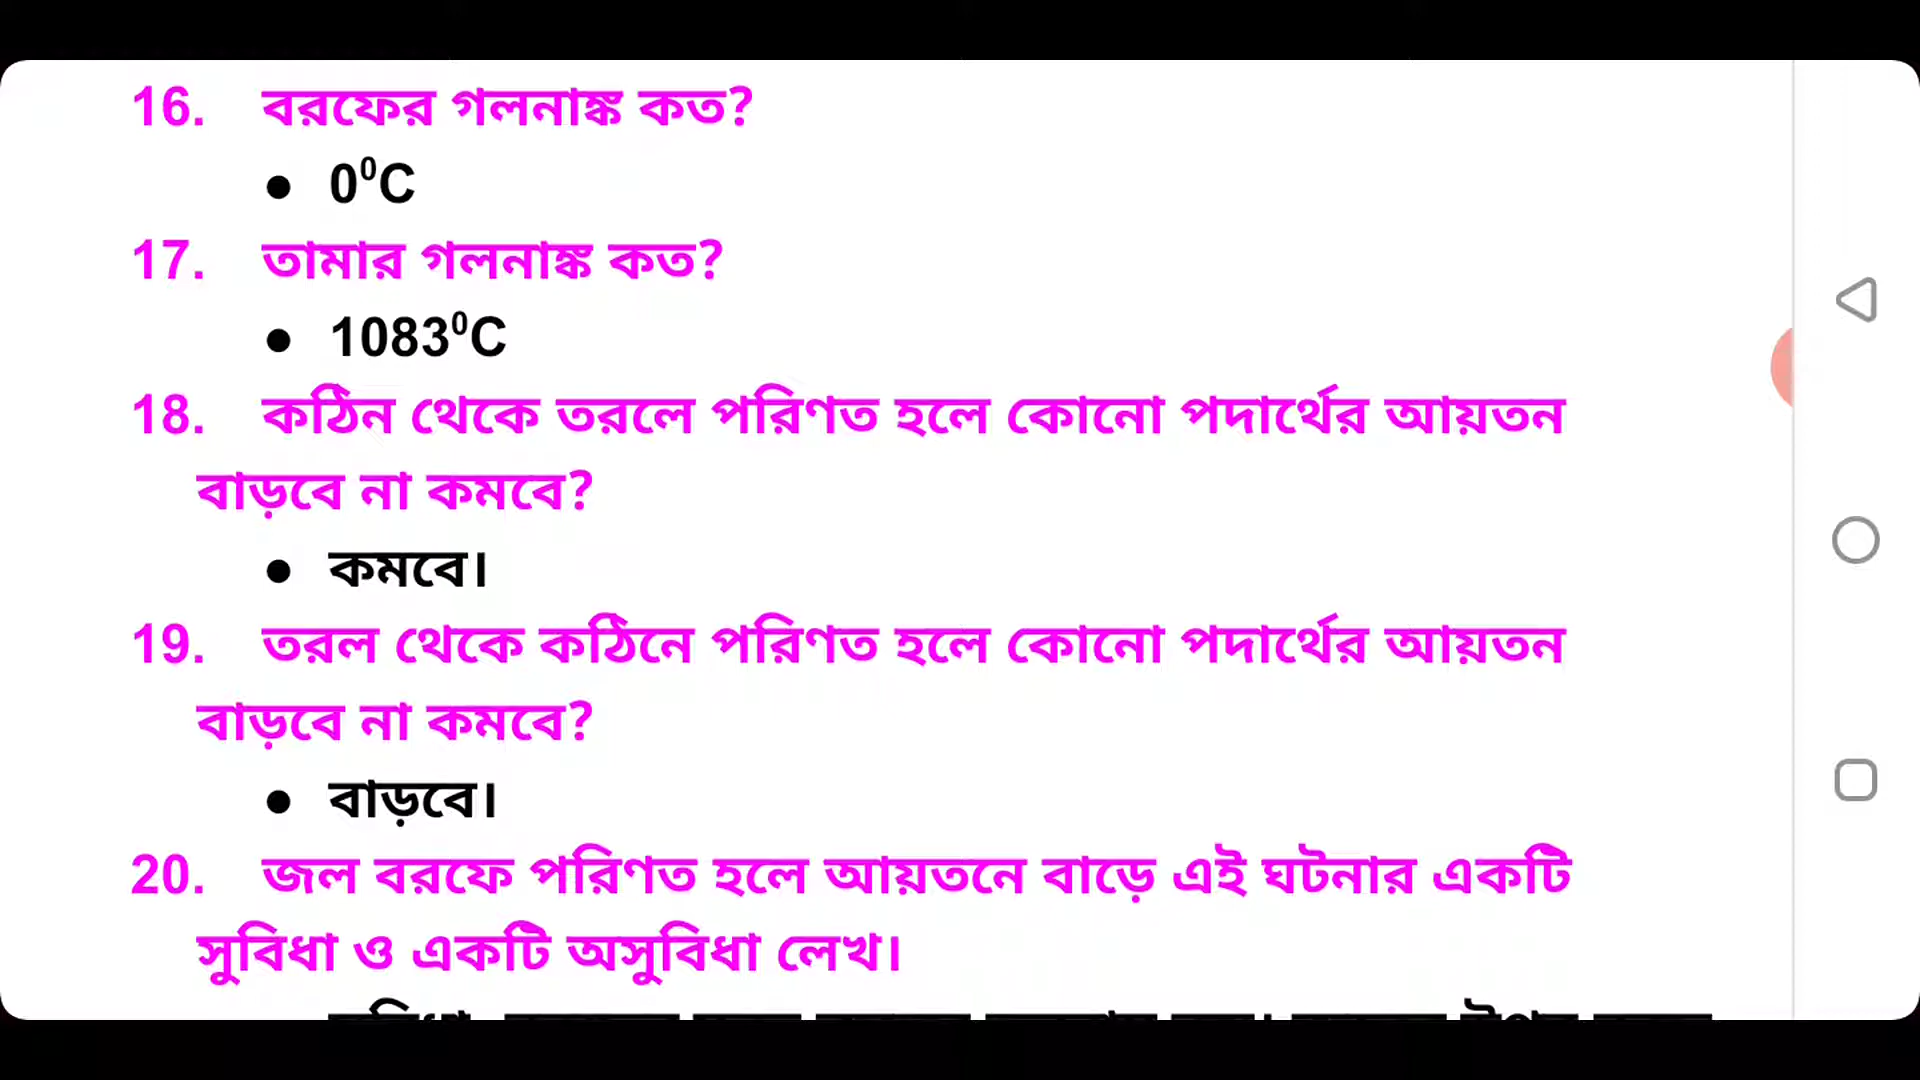 16. বরফের গলনাঙ্ক কত?
● 0⁰C
17. তামার গলনাঙ্ক কত?
● 1083⁰C
18. কঠিন থেকে তরলে পরিণত হলে কোনো পদার্থের আয়তন
বাড়বে না কমবে?
● কমবে।
19. তরল থেকে কঠিনে পরিণত হলে কোনো পদার্থের আয়তন
বাড়বে না কমবে?
● বাড়বে।
20. জল বরফে পরিণত হলে আয়তনে বাড়ে এই ঘটনার একটি
সুবিধা ও একটি অসুবিধা লেখ।